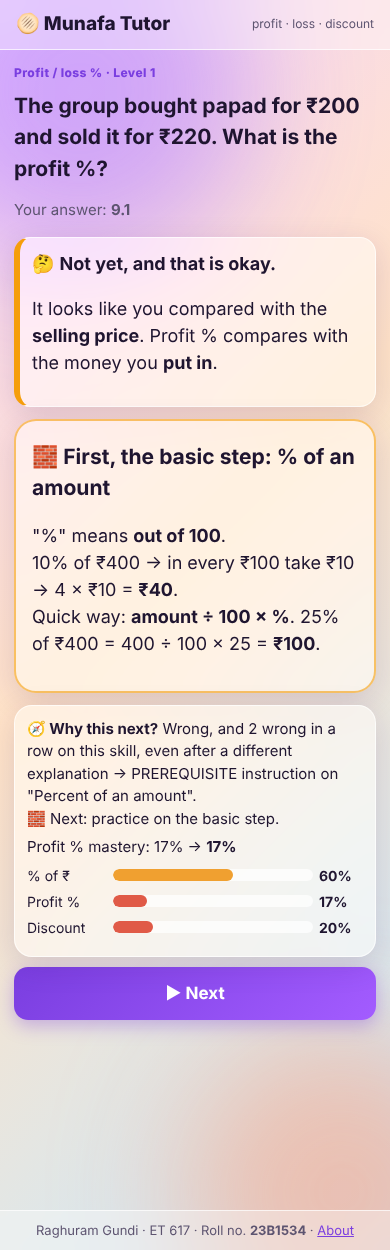 Munafa Tutor
profit · loss · discount
Profit / loss % · Level 1
The group bought papad for ₹200
and sold it for ₹220. What is the
profit %?
Your answer: 9.1
🤔 Not yet, and that is okay.
It looks like you compared with the
selling price. Profit % compares with
the money you put in.
🧱 First, the basic step: % of an
amount
"%" means out of 100.
10% of ₹400 → in every ₹100 take ₹10
→ 4 × ₹10 = ₹40.
Quick way: amount ÷ 100 × %. 25%
of ₹400 = 400 ÷ 100 × 25 = ₹100.
🧭 Why this next? Wrong, and 2 wrong in a
row on this skill, even after a different
explanation → PREREQUISITE instruction on
"Percent of an amount".
🧱 Next: practice on the basic step.
Profit % mastery: 17% → 17%
% of ₹ 60%
Profit % 17%
Discount 20%
▶ Next
Raghuram Gundi · ET 617 · Roll no. 23B1534 · About